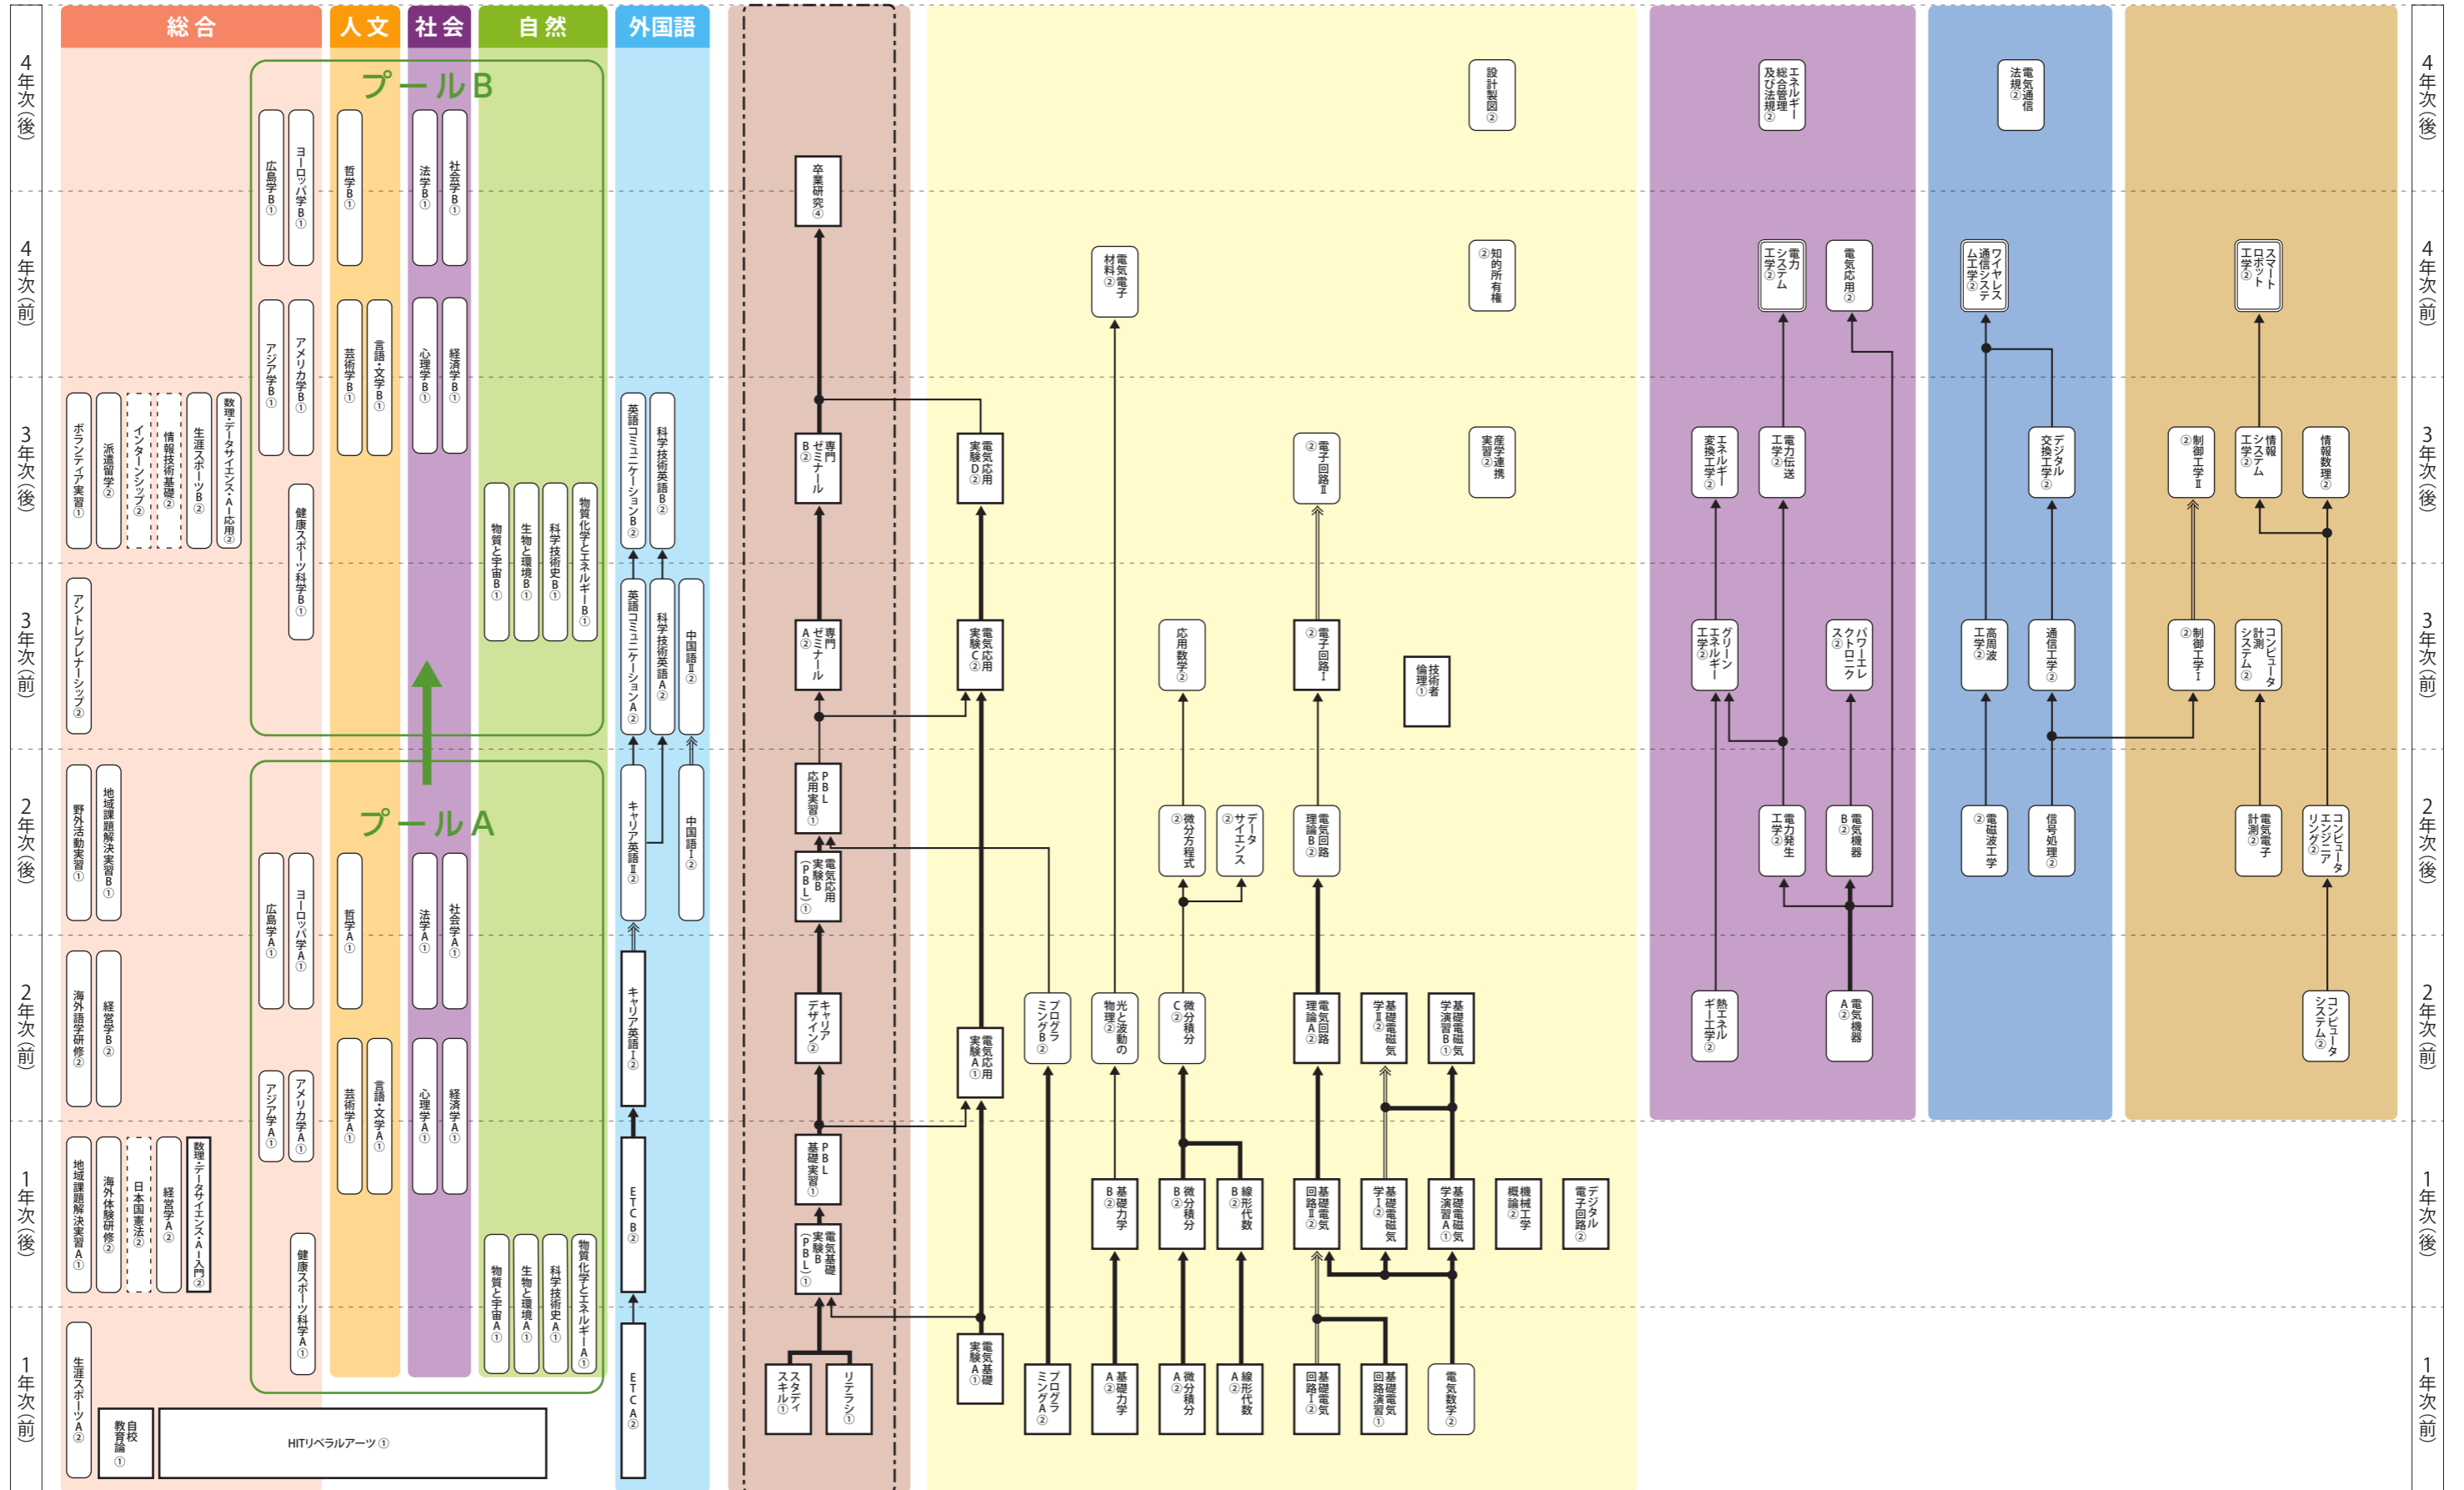 総合
人文
社会
自然
外国語
4年次(後)
4年次(前)
3年次(後)
3年次(前)
2年次(後)
2年次(前)
1年次(後)
1年次(前)
プールB
広島学B①
ヨーロッパ学B①
哲学B①
法学B①
社会学B①
アジア学B①
アメリカ学B①
芸術学B①
言語・文学B①
心理学B①
経済学B①
ボランティア実習①
派遣留学②
インターンシップ②
情報技術基礎②
生涯スポーツB②
数理・データサイエンス・AI応用②
健康スポーツ科学B①
物質と宇宙B①
生物と環境B①
科学技術史B①
物質化学とエネルギーB①
英語コミュニケーションB②
科学技術英語B②
アントレプレナーシップ②
英語コミュニケーションA②
科学技術英語A②
中国語Ⅱ②
プールA
野外活動実習①
地域課題解決実習B①
広島学A①
ヨーロッパ学A①
哲学A①
法学A①
社会学A①
キャリア英語Ⅱ②
中国語Ⅰ②
海外語学研修②
経営学B②
アジア学A①
アメリカ学A①
芸術学A①
言語・文学A①
心理学A①
経済学A①
キャリア英語Ⅰ②
地域課題解決実習A①
海外体験研修②
日本国憲法②
経営学A②
数理・データサイエンス・AI入門②
健康スポーツ科学A①
物質と宇宙A①
生物と環境A①
科学技術史A①
物質化学とエネルギーA①
ETC B②
ETC A②
生涯スポーツA②
自校
教育論①
HITリベラルアーツ ①
卒業研究④
専門
ゼミナール
B②
専門
ゼミナール
A②
PBL
応用実習①
電気応用
実験B
(PBL)①
キャリア
デザイン②
PBL
基礎実習①
電気基礎
実験B
(PBL)①
スタディ
スキル①
リテラシ①
電気応用
実験D②
電気応用
実験C②
電気応用
実験A①
電気基礎
実験A①
設計製図②
電気電子
材料②
知的所有権
②
電子回路Ⅱ
②
産学連携
実習②
応用数学②
電子回路Ⅰ
②
技術者
倫理①
微分方程式
②
データ
サイエンス
②
電気回路
理論B②
プログラ
ミングB②
光と波動の
物理②
微分積分
C②
電気回路
理論A②
基礎電磁気
学Ⅱ②
基礎電磁気
学演習B①
基礎力学
B②
微分積分
B②
線形代数
B②
基礎電気
回路Ⅱ②
基礎電磁気
学Ⅰ②
基礎電磁気
学演習A①
機械工学
概論②
デジタル
電子回路②
プログラ
ミングA②
基礎力学
A②
微分積分
A②
線形代数
A②
基礎電気
回路Ⅰ②
基礎電気
回路演習①
電気数学②
エネルギー
総合管理
及び法規②
電力
システム
工学②
電気応用②
エネルギー
変換工学②
電力伝送
工学②
グリーン
エネルギー
工学②
パワーエレ
クトロニク
ス②
電力発生
工学②
電気機器
B②
熱エネル
ギー工学②
電気機器
A②
電気通信
法規②
ワイヤレス
通信システ
ム工学②
デジタル
交換工学②
高周波
工学②
通信工学②
電磁波工学
②
信号処理②
スマート
ロボット
工学②
制御工学Ⅱ
②
情報
システム
工学②
情報数理②
制御工学Ⅰ
②
コンピュータ
計測
システム②
電気電子
計測②
コンピュータ
エンジニア
リング②
コンピュータ
システム②
4年次(後)
4年次(前)
3年次(後)
3年次(前)
2年次(後)
2年次(前)
1年次(後)
1年次(前)